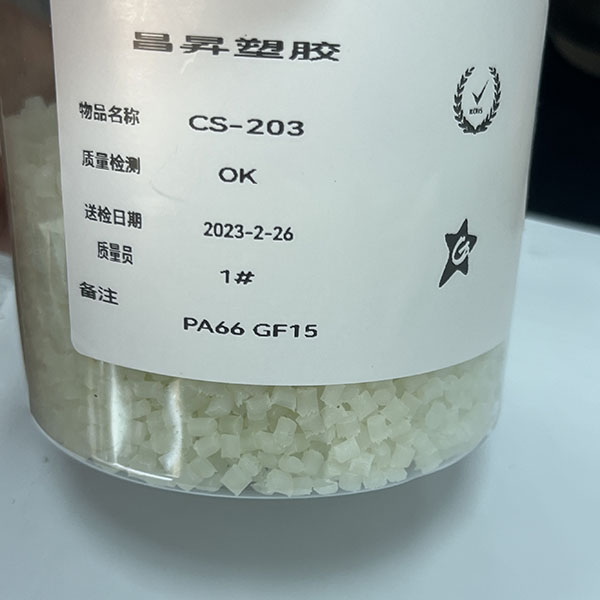 昌昇塑胶
物品名称 CS-203
质量检测 OK
送检日期 2023-2-26
质量员 1#
备注 PA66 GF15
ROHS
G